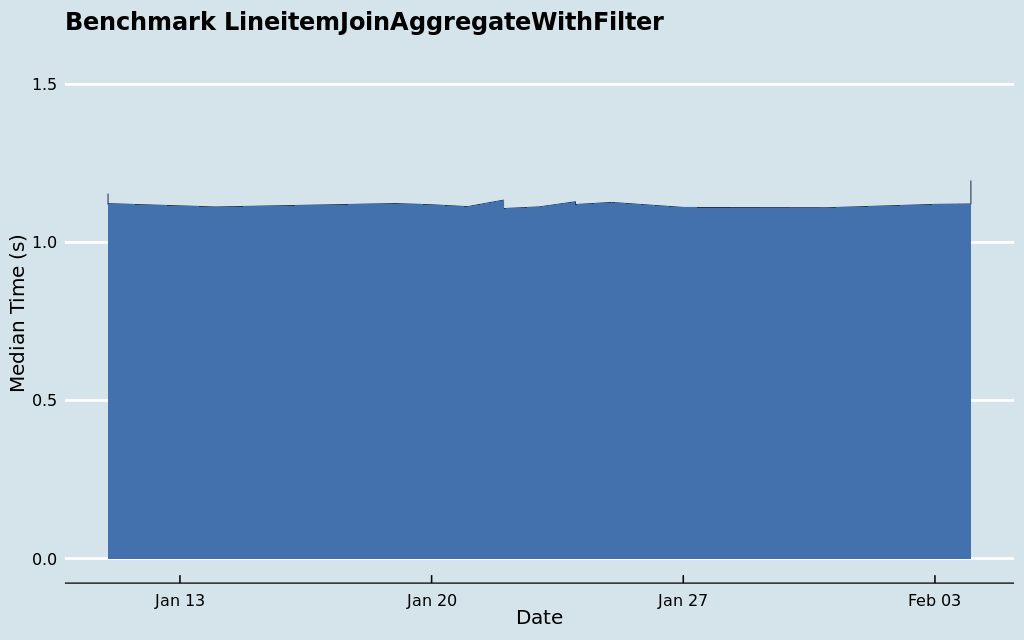 Benchmark LineitemJoinAggregateWithFilter
1.5
1.0
0.5
0.0
Median Time (s)
Jan 13
Jan 20
Jan 27
Feb 03
Date